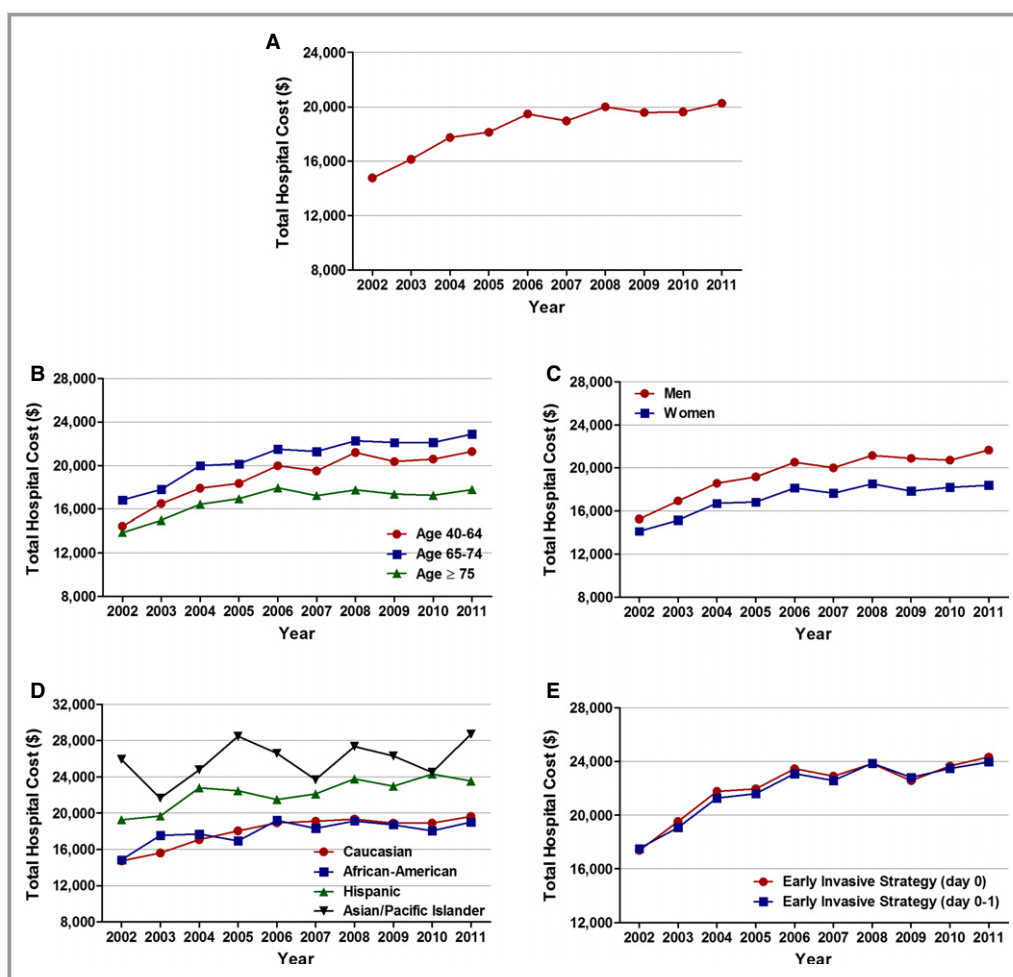 A
Total Hospital Cost ($)
24,000
20,000
16,000
12,000
8,000
2002 2003 2004 2005 2006 2007 2008 2009 2010 2011
Year
B
Total Hospital Cost ($)
28,000
24,000
20,000
16,000
12,000
8,000
Age 40-64
Age 65-74
Age ≥ 75
2002 2003 2004 2005 2006 2007 2008 2009 2010 2011
Year
C
Total Hospital Cost ($)
28,000
24,000
20,000
16,000
12,000
8,000
Men
Women
2002 2003 2004 2005 2006 2007 2008 2009 2010 2011
Year
D
Total Hospital Cost ($)
32,000
28,000
24,000
20,000
16,000
12,000
8,000
Caucasian
African-American
Hispanic
Asian/Pacific Islander
2002 2003 2004 2005 2006 2007 2008 2009 2010 2011
Year
E
Total Hospital Cost ($)
28,000
24,000
20,000
16,000
12,000
Early Invasive Strategy (day 0)
Early Invasive Strategy (day 0-1)
2002 2003 2004 2005 2006 2007 2008 2009 2010 2011
Year